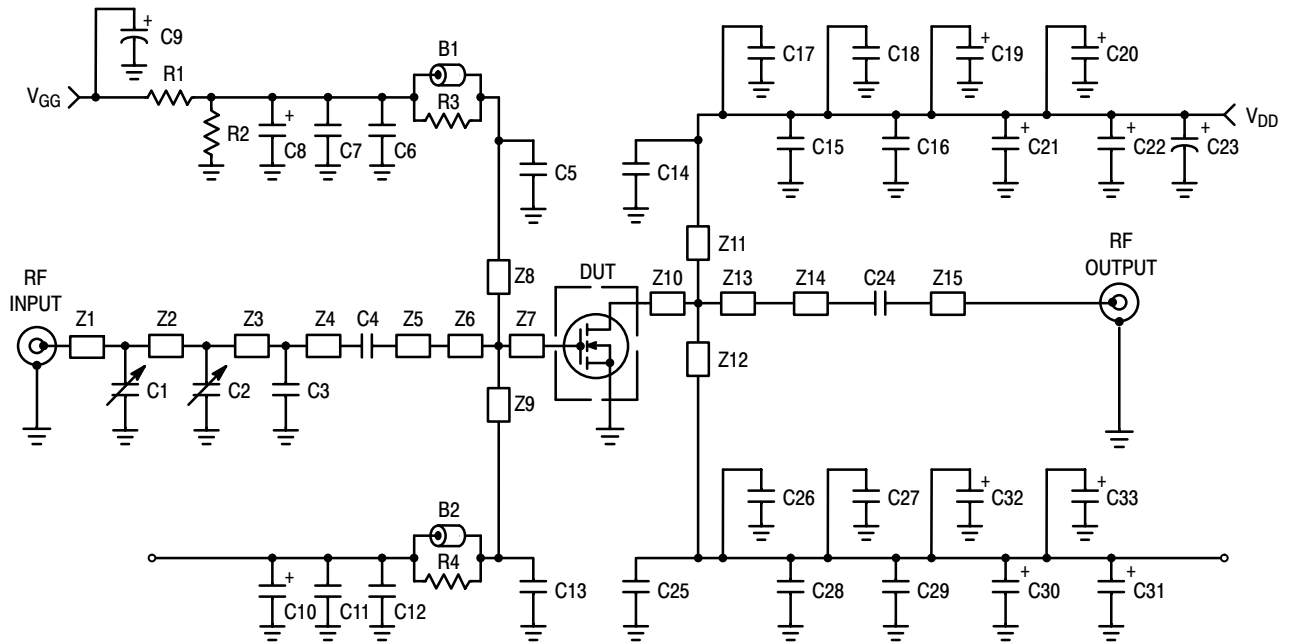 +
C9
C17
C18
+
C19
+
C20
B1
R1
VGG
R3
VDD
R2
+
C8
C7
C6
C5
C14
C15
C16
+
C21
+
C22
+
C23
Z11
RF
INPUT
Z8
DUT
RF
OUTPUT
Z1
Z2
Z3
Z4
C4
Z5
Z6
Z7
Z10
Z13
Z14
C24
Z15
Z12
C1
C2
C3
Z9
C26
C27
+
C32
+
C33
B2
R4
+
C10
C11
C12
C13
C25
C28
C29
+
C30
+
C31